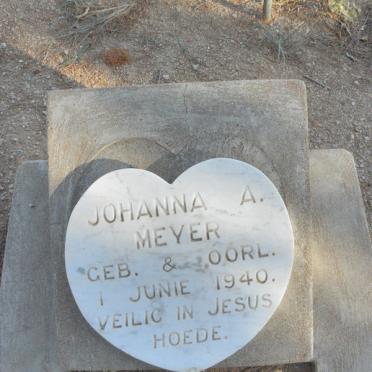 JOHANNA A.
MEYER
GEB. & OORL.
1 JUNIE 1940.
VEILIG IN JESUS
HOEDE.